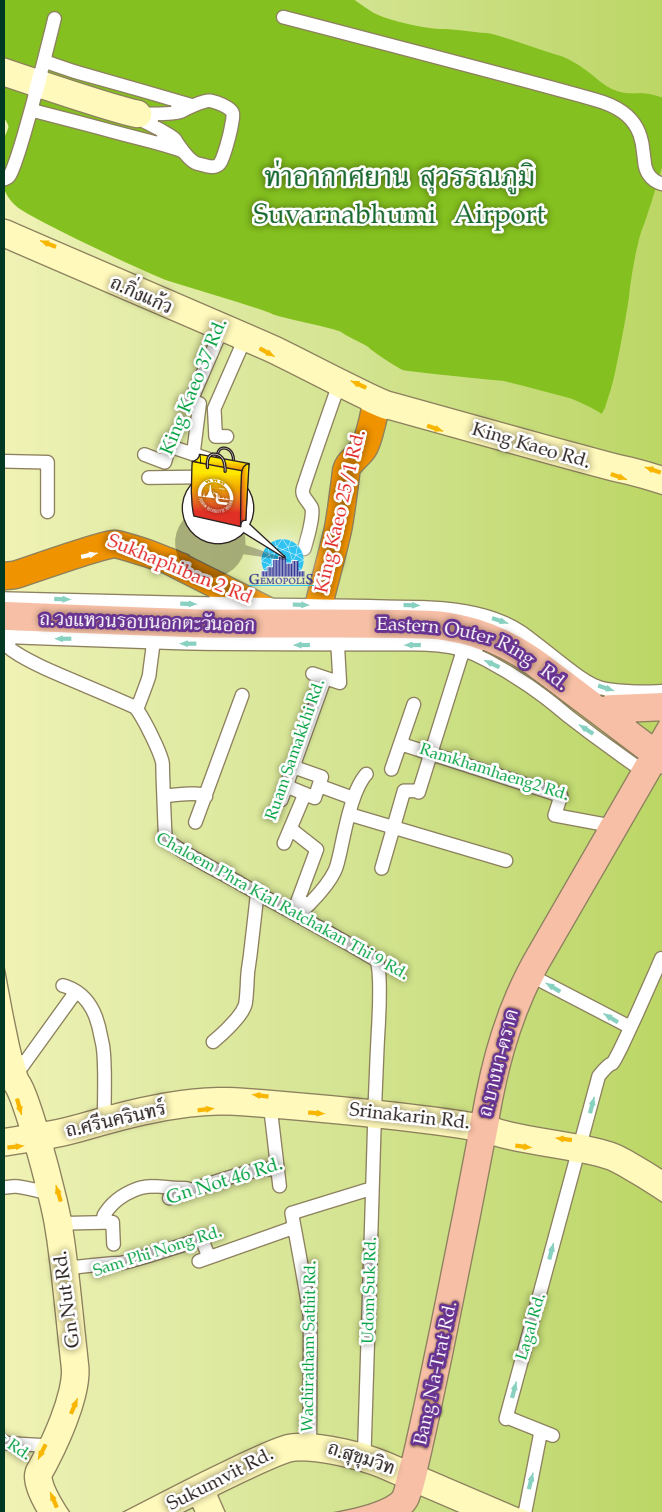 ท่าอากาศยาน สุวรรณภูมิ
Suvarnabhumi Airport
ถ.กิ่งแก้ว
King Kaeo 37 Rd.
King Kaeo Rd.
King Kaeo 25/1 Rd.
Sukhaphiban 2 Rd
GEMOPOLIS
ถ.วงแหวนรอบนอกตะวันออก
Eastern Outer Ring Rd.
Ruam Samakkhi Rd.
Ramkhamhaeng2 Rd.
Chaloem Phra Kial Ratchakan Thi 9 Rd.
ถ.บางนา-ตราด
ถ.ศรีนครินทร์
Srinakarin Rd.
Gn Not 46 Rd.
Sam Phi Nong Rd.
Gn Nut Rd.
Wachiratham Sathit Rd.
Udom Suk Rd.
Lagal Rd.
Bang Na-Trat Rd.
Rd.
Sukumvit Rd.
ถ.สุขุมวิท